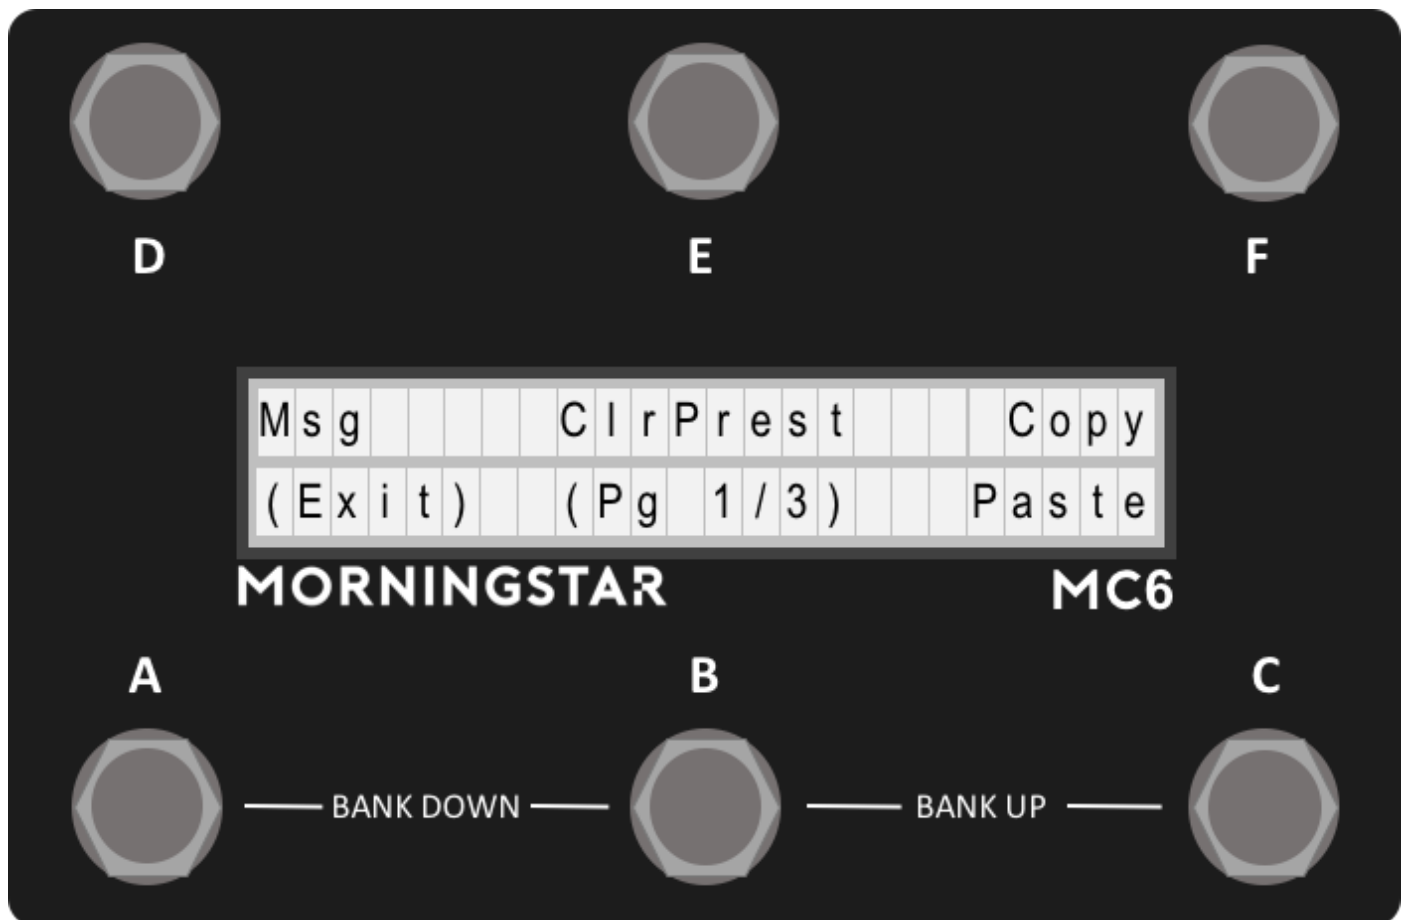 D E F
Msg ClrPrest Copy
(Exit) (Pg 1/3) Paste
MORNINGSTAR MC6
A B C
BANK DOWN BANK UP